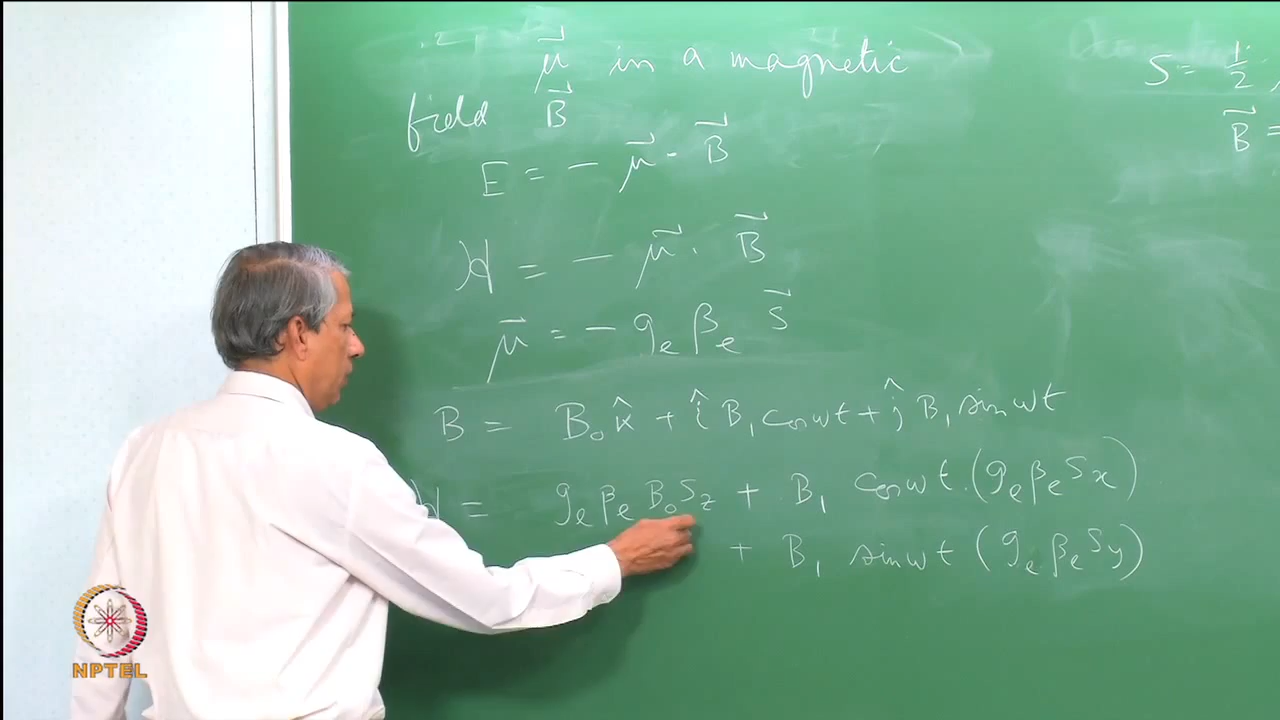 μ⃗ in a magnetic
field B⃗
E = − μ⃗ · B⃗
ℋ = − μ⃗ · B⃗
μ⃗ = − gₑ βₑ S⃗
B = B₀ k̂ + î B₁ cos ωt + ĵ B₁ sin ωt
ℋ = gₑ βₑ B₀ S_z + B₁ cos ωt · (gₑ βₑ Sₓ)
+ B₁ sin ωt (gₑ βₑ S_y)
S = 1/2
B⃗ =
NPTEL